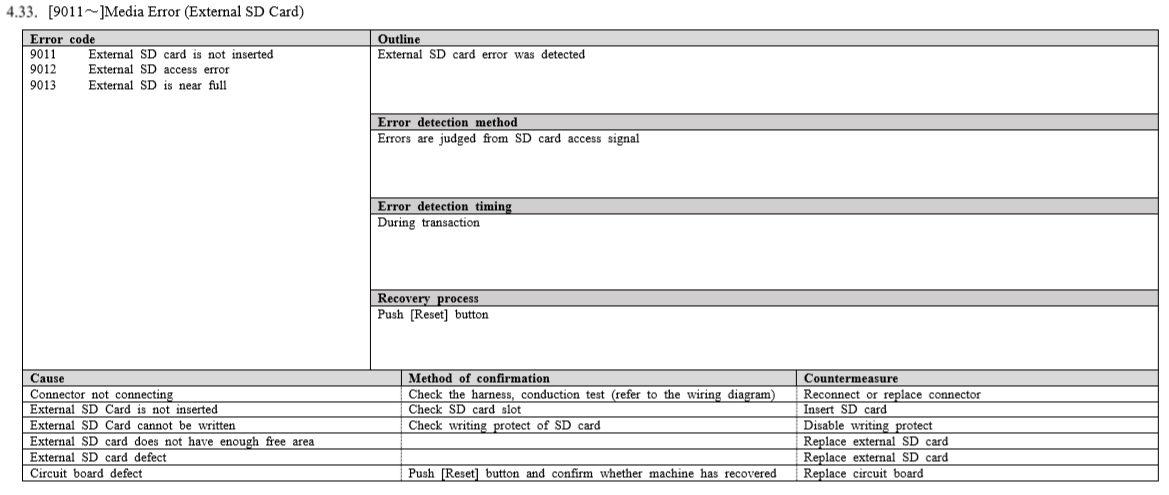 4.33. [9011～]Media Error (External SD Card)
Error code
9011 External SD card is not inserted
9012 External SD access error
9013 External SD is near full
Outline
External SD card error was detected
Error detection method
Errors are judged from SD card access signal
Error detection timing
During transaction
Recovery process
Push [Reset] button
Cause Method of confirmation Countermeasure
Connector not connecting Check the harness, conduction test (refer to the wiring diagram) Reconnect or replace connector
External SD Card is not inserted Check SD card slot Insert SD card
External SD Card cannot be written Check writing protect of SD card Disable writing protect
External SD card does not have enough free area Replace external SD card
External SD card defect Replace external SD card
Circuit board defect Push [Reset] button and confirm whether machine has recovered Replace circuit board